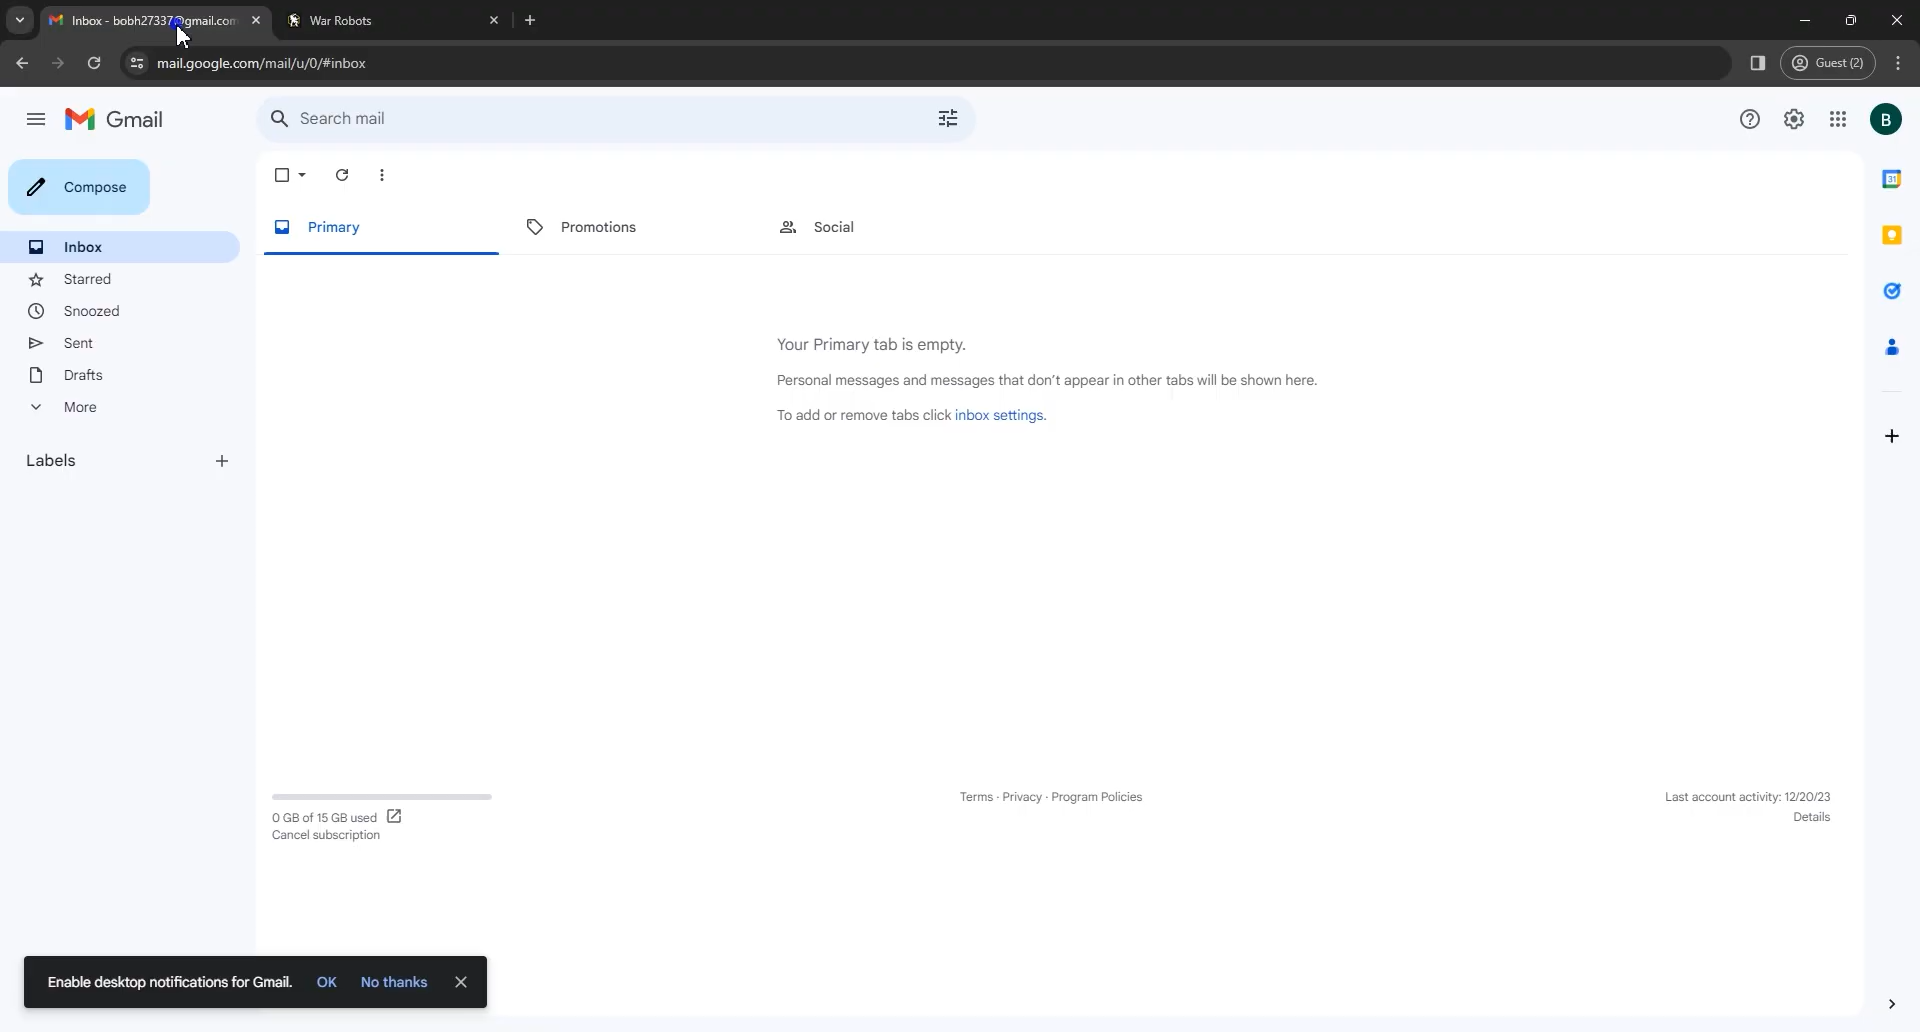 Inbox - bobh27337@gmail.com
War Robots
mail.google.com/mail/u/0/#inbox
Guest (2)
Gmail
Search mail
B
Compose
31
Primary
Promotions
Social
Inbox
Starred
Snoozed
Sent
Drafts
More
Labels
Your Primary tab is empty.
Personal messages and messages that don't appear in other tabs will be shown here.
To add or remove tabs click inbox settings.
0 GB of 15 GB used
Cancel subscription
Terms · Privacy · Program Policies
Last account activity: 12/20/23
Details
Enable desktop notifications for Gmail. OK No thanks